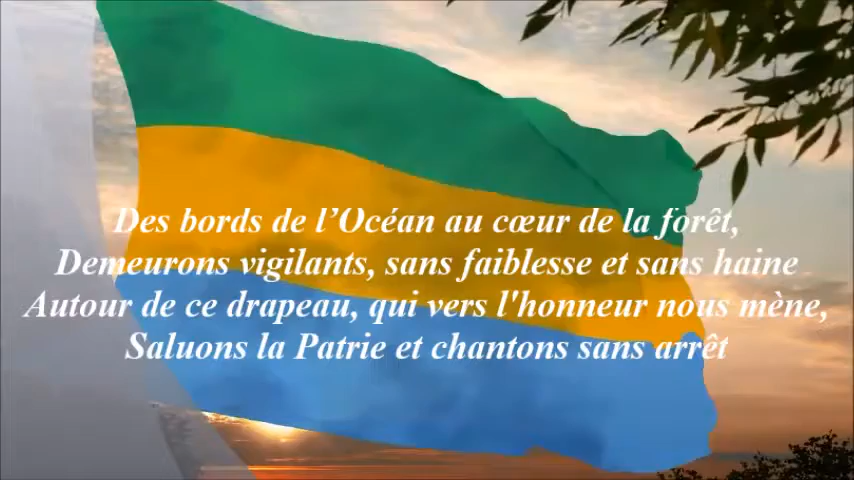 Des bords de l’Océan au cœur de la forêt,
Demeurons vigilants, sans faiblesse et sans haine
Autour de ce drapeau, qui vers l'honneur nous mène,
Saluons la Patrie et chantons sans arrêt